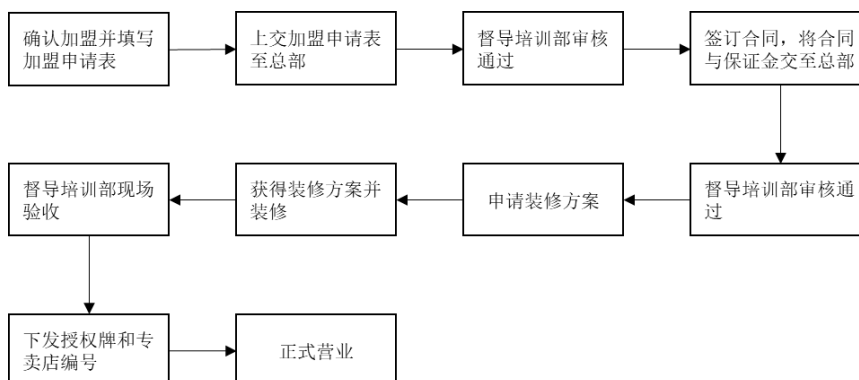 确认加盟并填写
加盟申请表
上交加盟申请表
至总部
督导培训部审核
通过
签订合同，将合同
与保证金交至总部
督导培训部审核通
过
申请装修方案
获得装修方案并
装修
督导培训部现场
验收
下发授权牌和专
卖店编号
正式营业